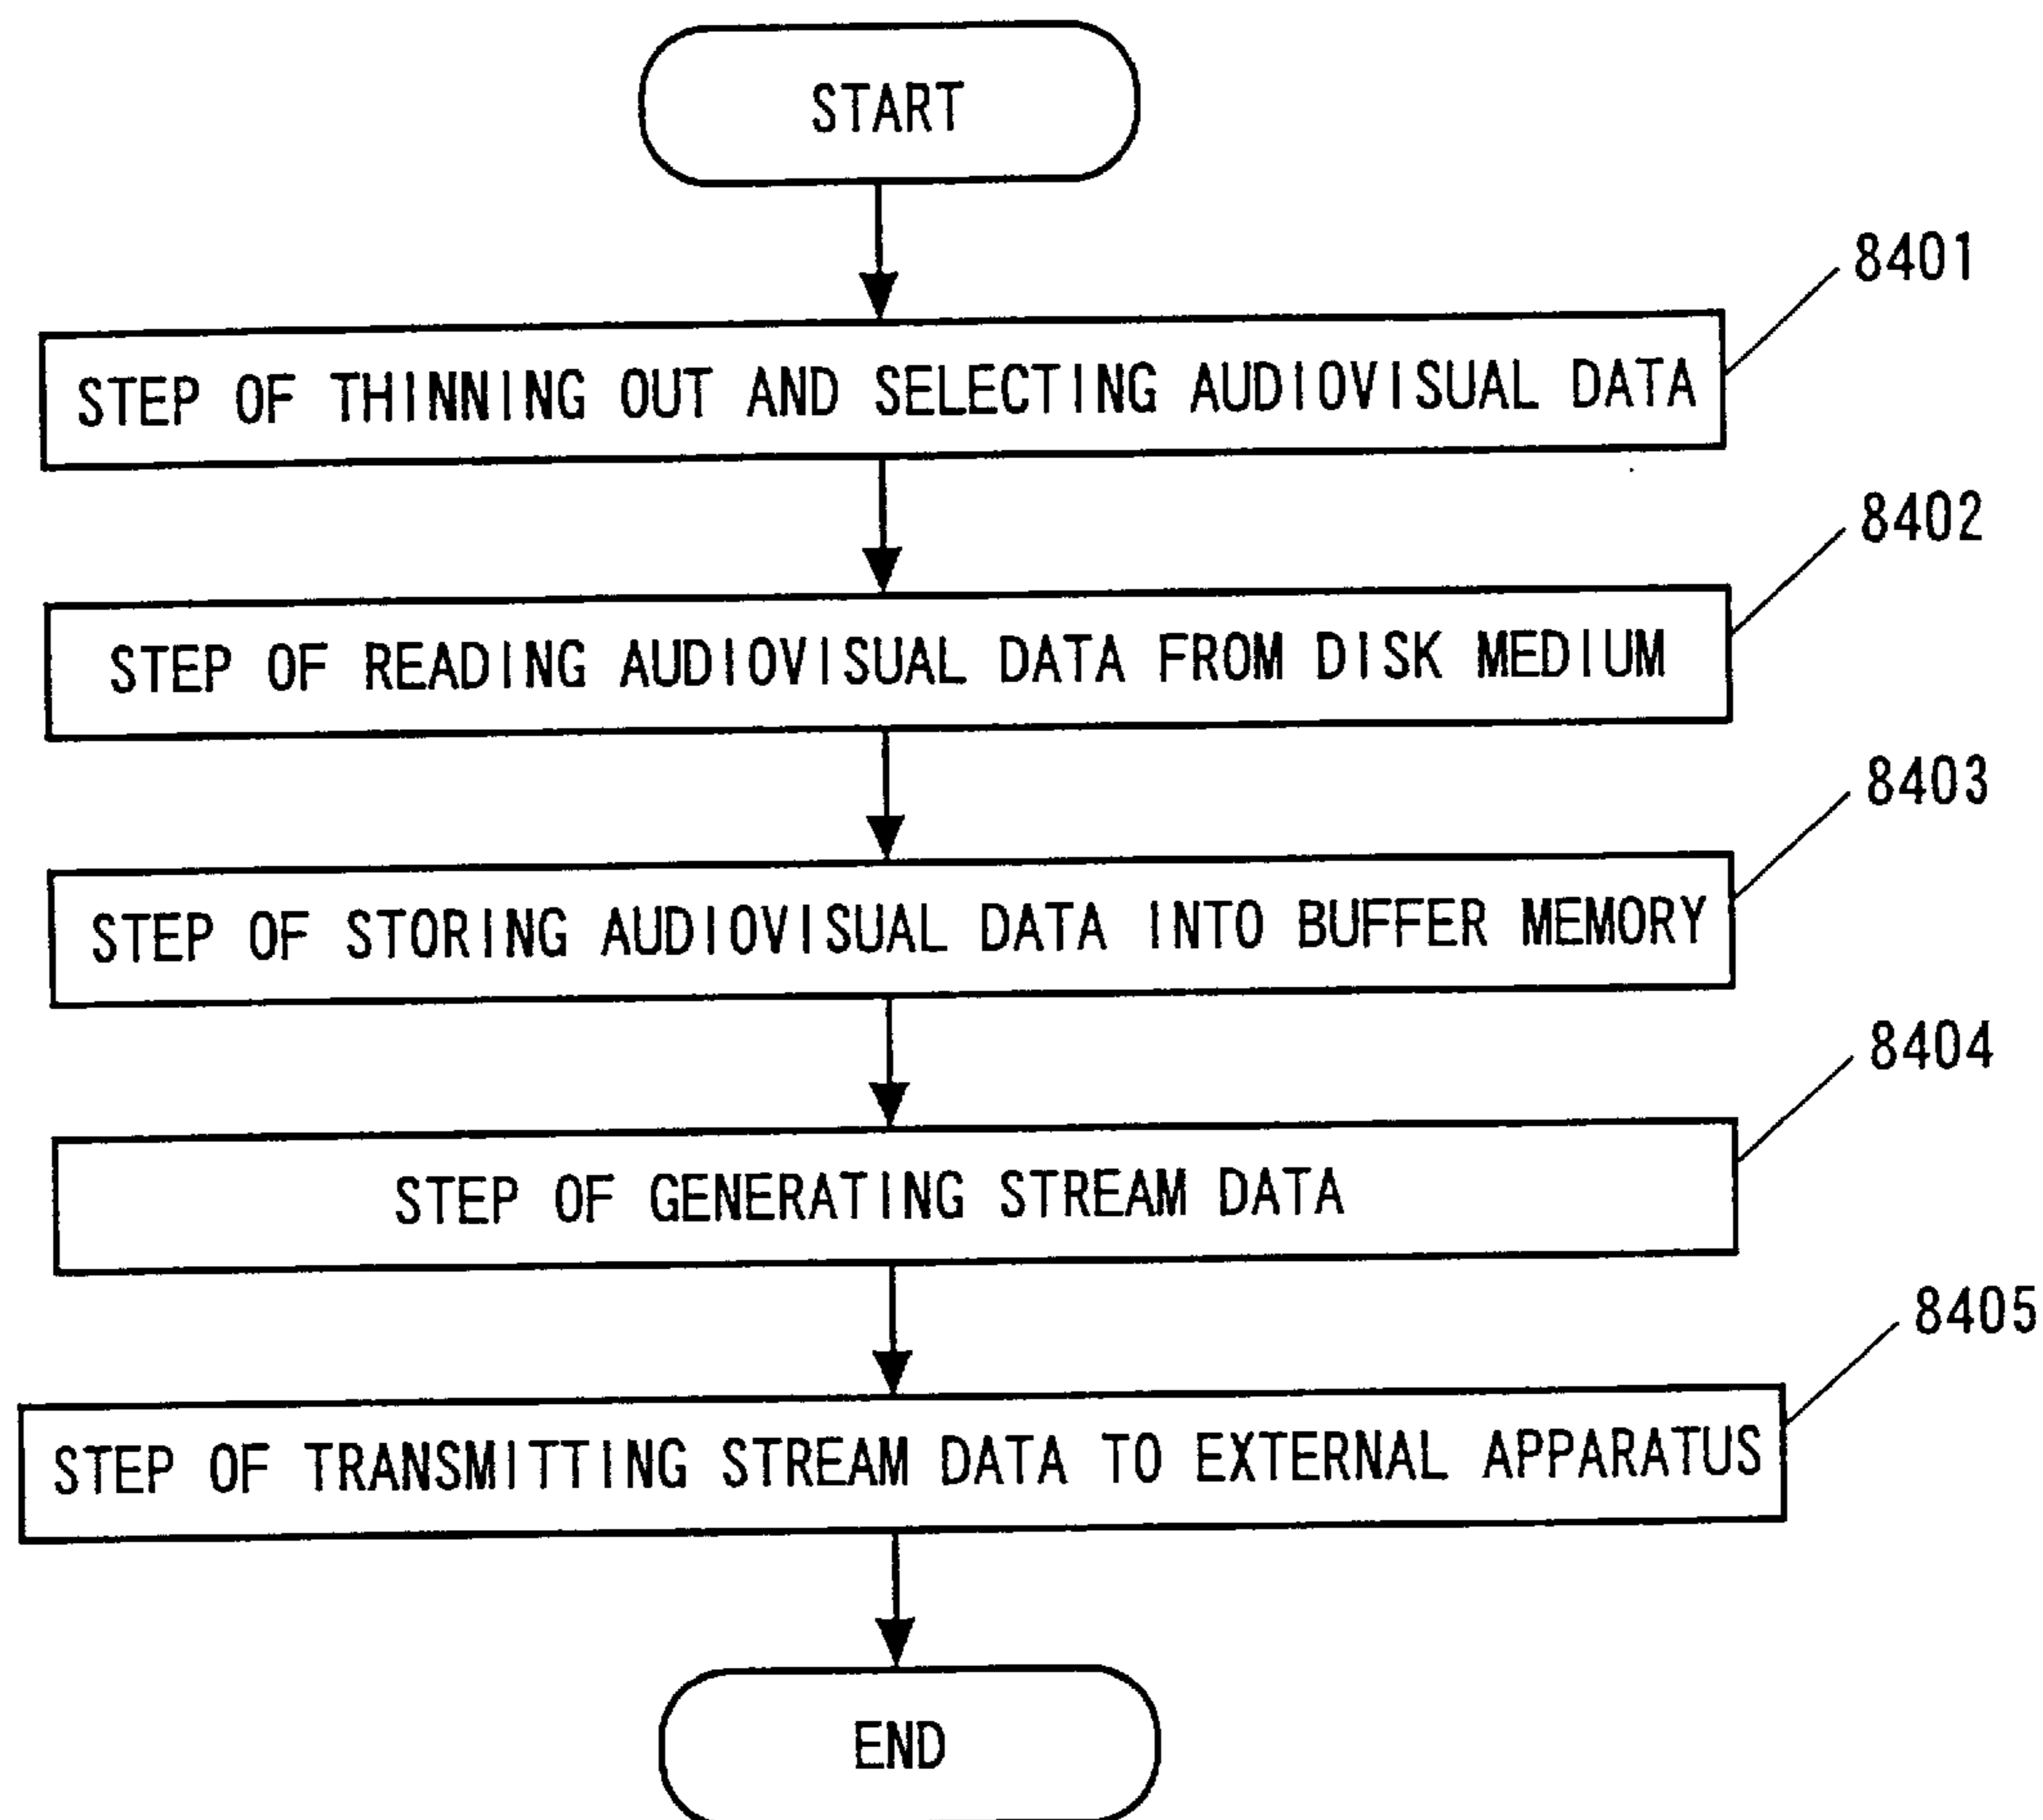 START
8401
STEP OF THINNING OUT AND SELECTING AUDIOVISUAL DATA
8402
STEP OF READING AUDIOVISUAL DATA FROM DISK MEDIUM
8403
STEP OF STORING AUDIOVISUAL DATA INTO BUFFER MEMORY
8404
STEP OF GENERATING STREAM DATA
8405
STEP OF TRANSMITTING STREAM DATA TO EXTERNAL APPARATUS
END